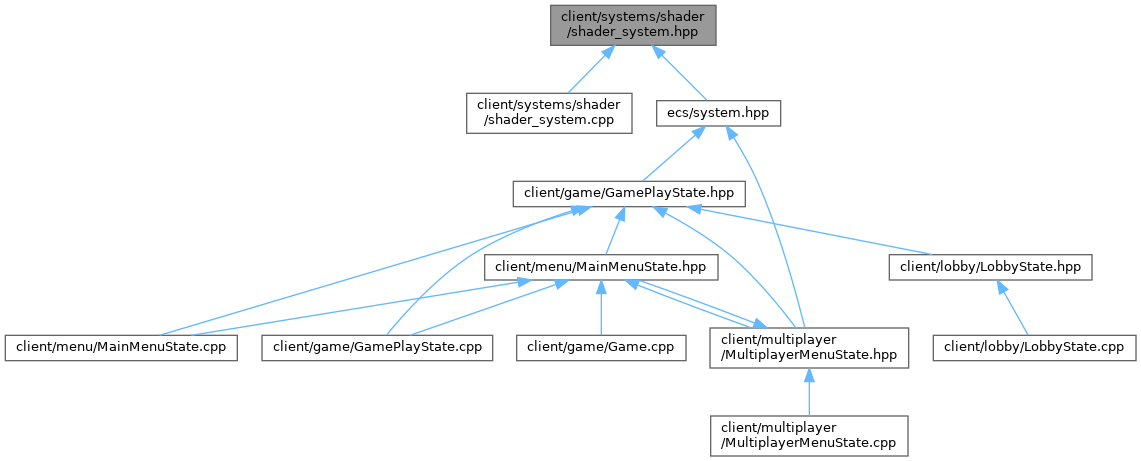 client/systems/shader
/shader_system.hpp
client/systems/shader
/shader_system.cpp
ecs/system.hpp
client/game/GamePlayState.hpp
client/menu/MainMenuState.hpp
client/lobby/LobbyState.hpp
client/menu/MainMenuState.cpp
client/game/GamePlayState.cpp
client/game/Game.cpp
client/multiplayer
/MultiplayerMenuState.hpp
client/lobby/LobbyState.cpp
client/multiplayer
/MultiplayerMenuState.cpp